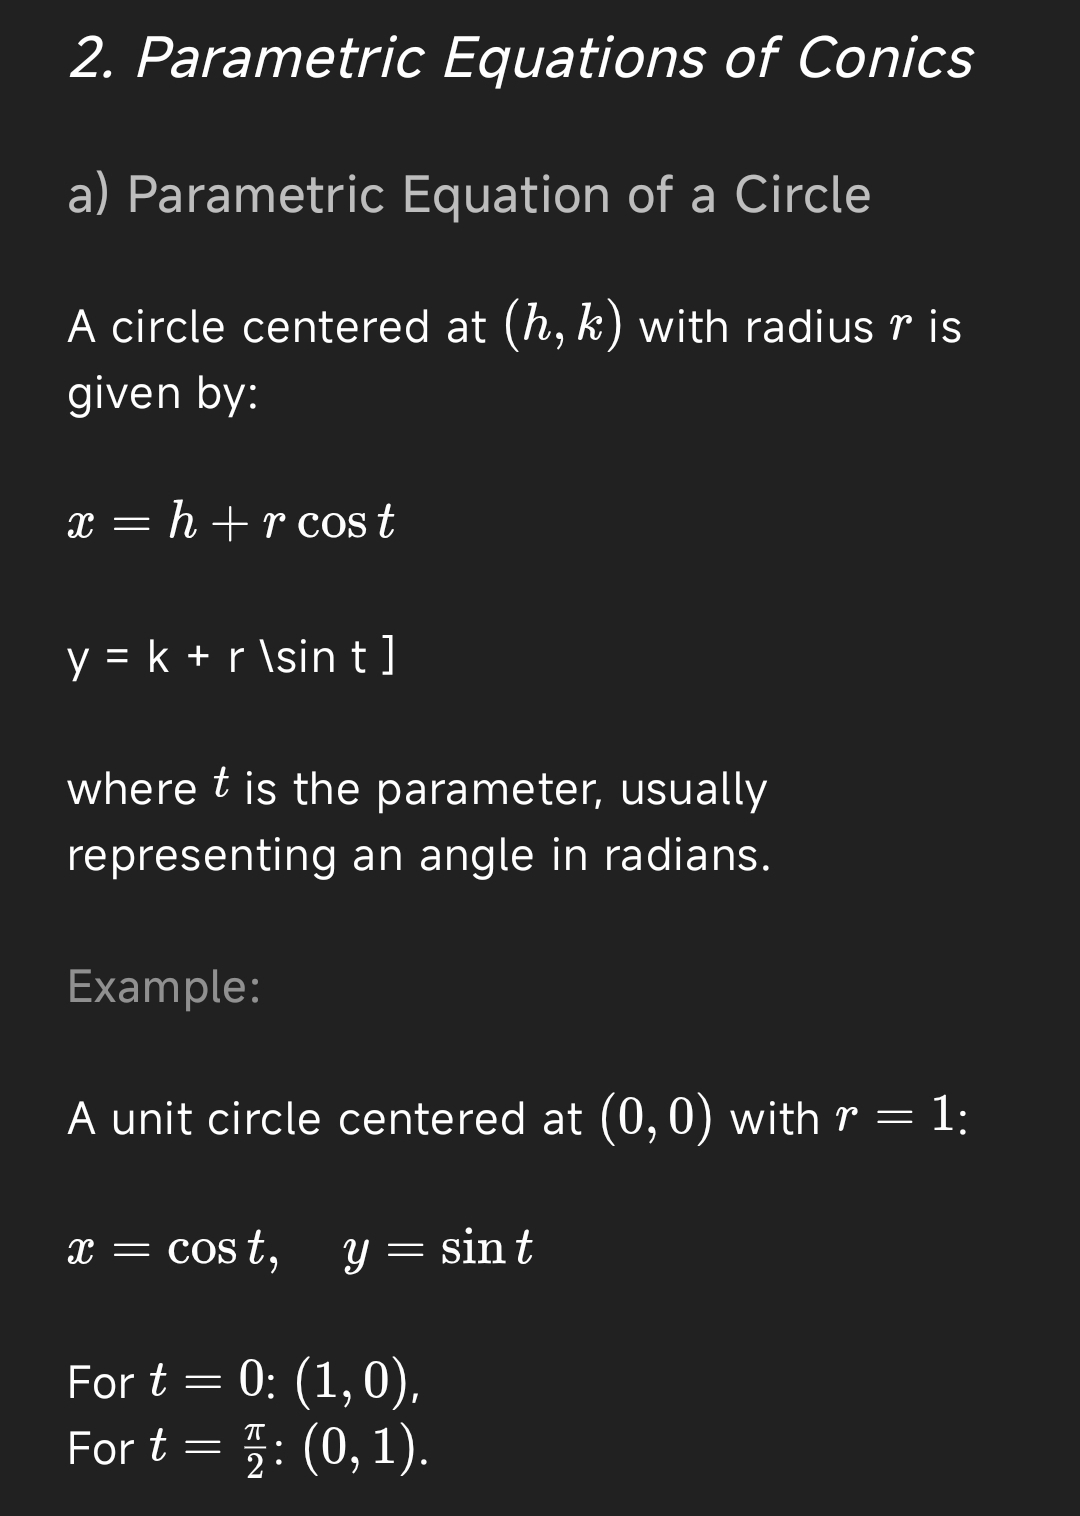 2. Parametric Equations of Conics
a) Parametric Equation of a Circle
A circle centered at (h, k) with radius r is
given by:
x = h + r cos t
y = k + r \sin t ]
where t is the parameter, usually
representing an angle in radians.
Example:
A unit circle centered at (0, 0) with r = 1:
x = cos t,  y = sin t
For t = 0: (1, 0),
For t = π/2: (0, 1).